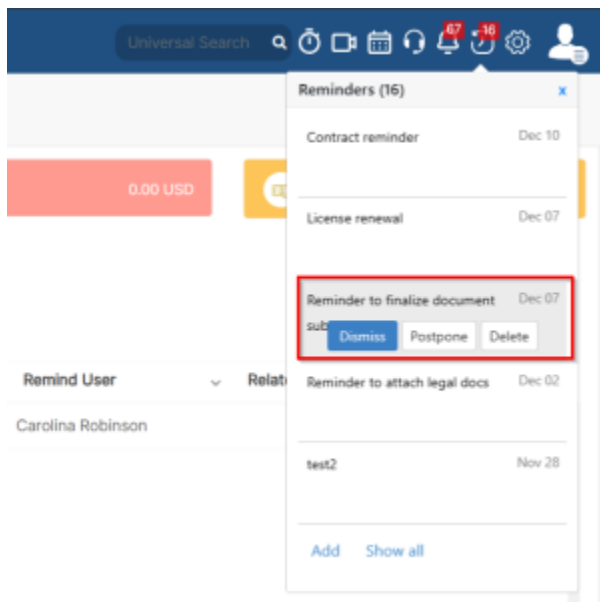 Universal Search
67
16
Reminders (16)
x
Contract reminder
Dec 10
0.00 USD
License renewal
Dec 07
Reminder to finalize document
Dec 07
sub
Dismiss
Postpone
Delete
Remind User
Relat
Reminder to attach legal docs
Dec 02
Carolina Robinson
test2
Nov 28
Add
Show all